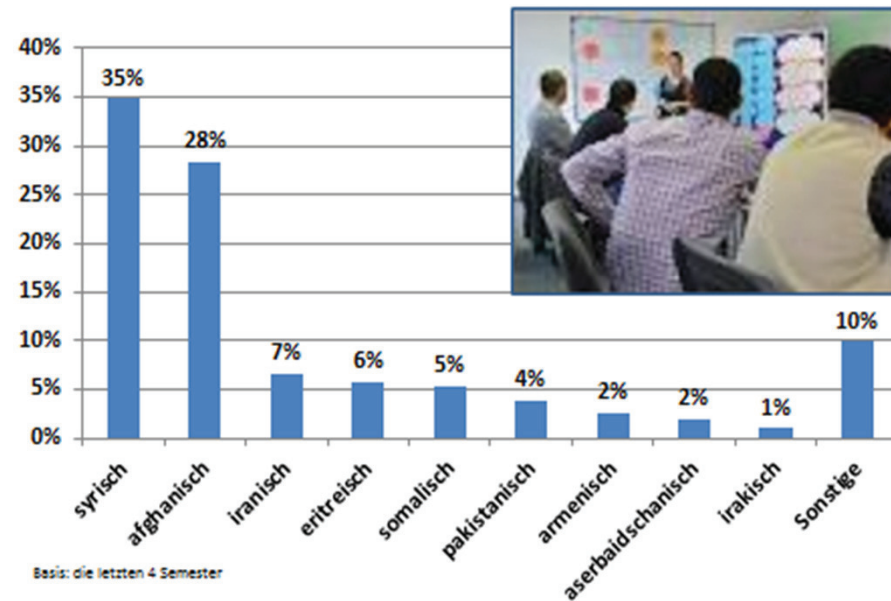 40%
35%
30%
25%
20%
15%
10%
5%
0%
35%
28%
7%
6%
5%
4%
2%
2%
1%
10%
syrisch
afghanisch
iranisch
eritreisch
somalisch
pakistanisch
armenisch
aserbaidschanisch
irakisch
Sonstige
Basis: die letzten 4 Semester